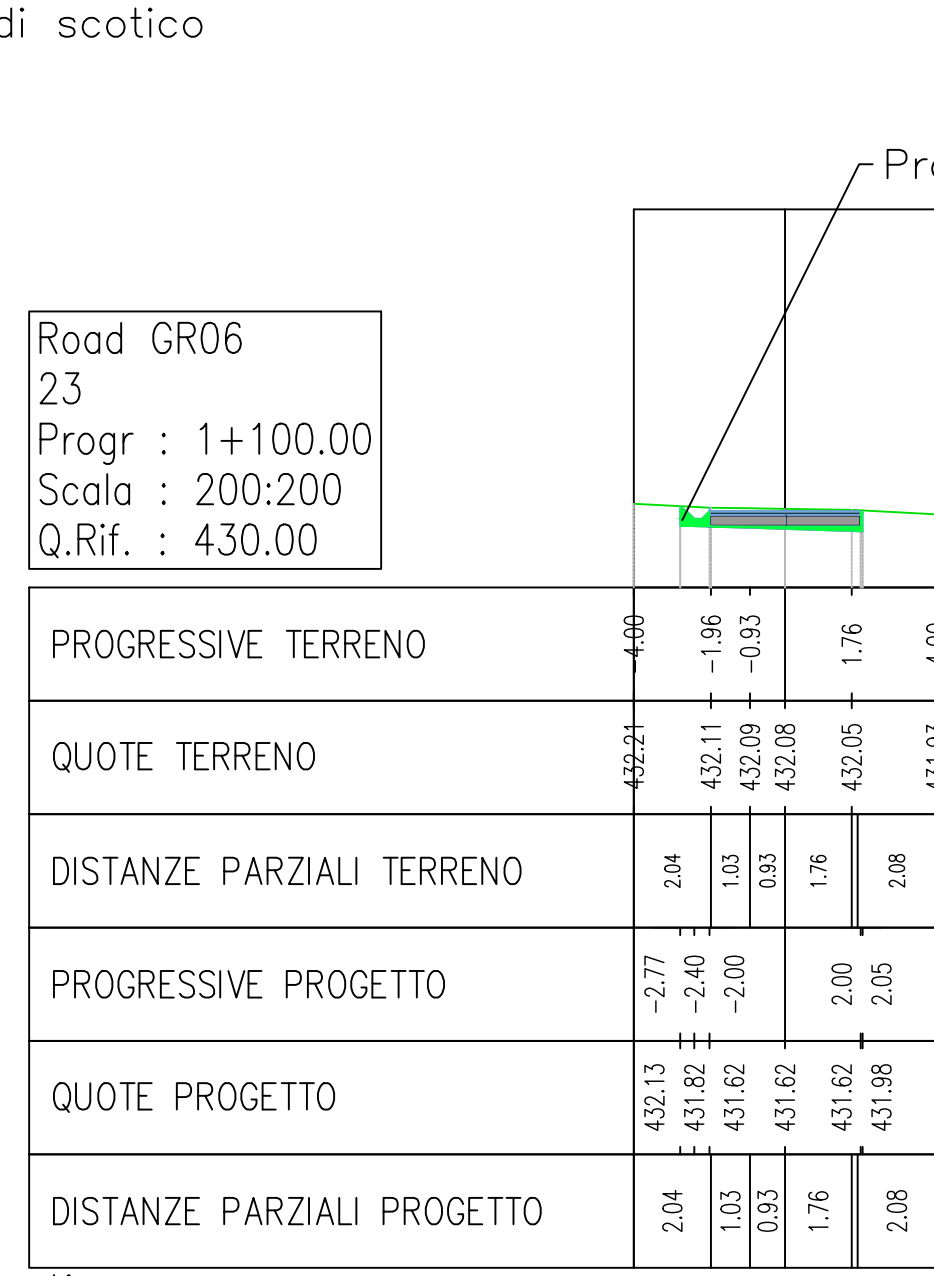 di scotico
Road GR06
23
Progr : 1+100.00
Scala : 200:200
Q.Rif. : 430.00
PROGRESSIVE TERRENO -4.00 -1.96 -0.93 1.76
QUOTE TERRENO 432.21 432.11 432.09 432.08 432.05
DISTANZE PARZIALI TERRENO 2.04 1.03 0.93 1.76 2.08
PROGRESSIVE PROGETTO -2.77 -2.40 -2.00 2.00 2.05
QUOTE PROGETTO 432.13 431.82 431.62 431.62 431.62 431.98
DISTANZE PARZIALI PROGETTO 2.04 1.03 0.93 1.76 2.08